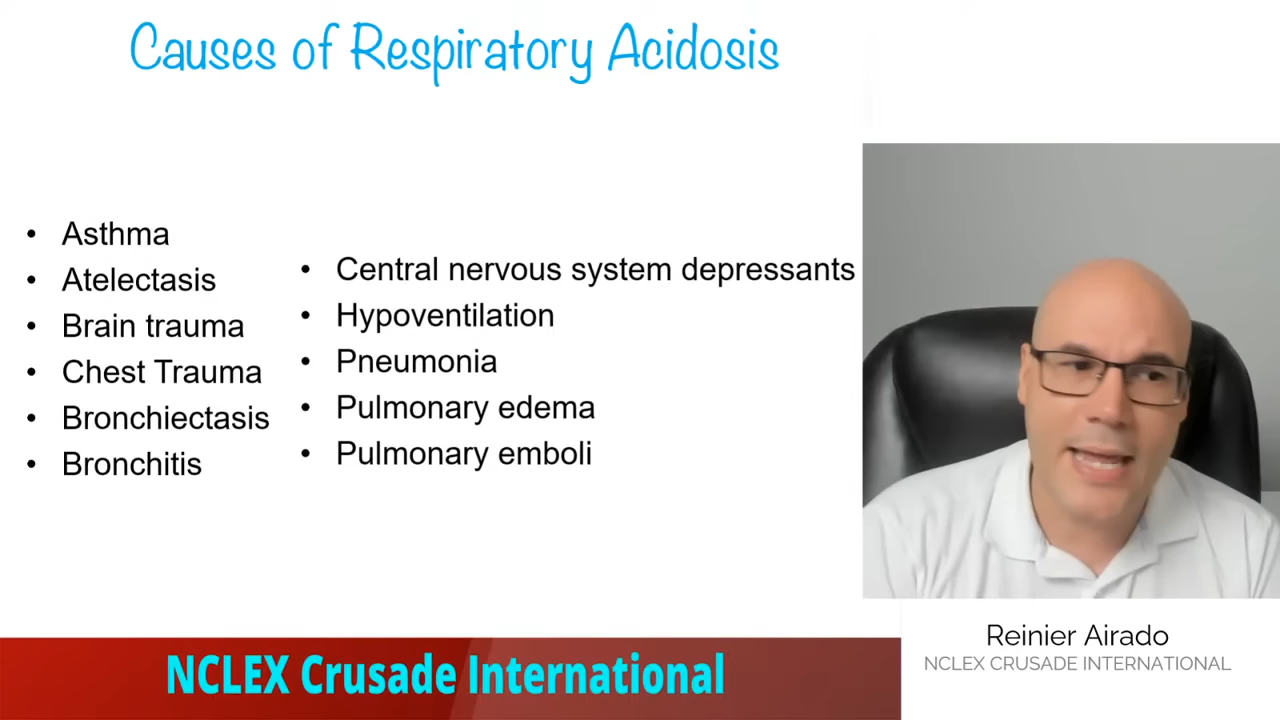 Causes of Respiratory Acidosis
• Asthma
• Atelectasis
• Brain trauma
• Chest Trauma
• Bronchiectasis
• Bronchitis
• Central nervous system depressants
• Hypoventilation
• Pneumonia
• Pulmonary edema
• Pulmonary emboli
Reinier Airado
NCLEX CRUSADE INTERNATIONAL
NCLEX Crusade International